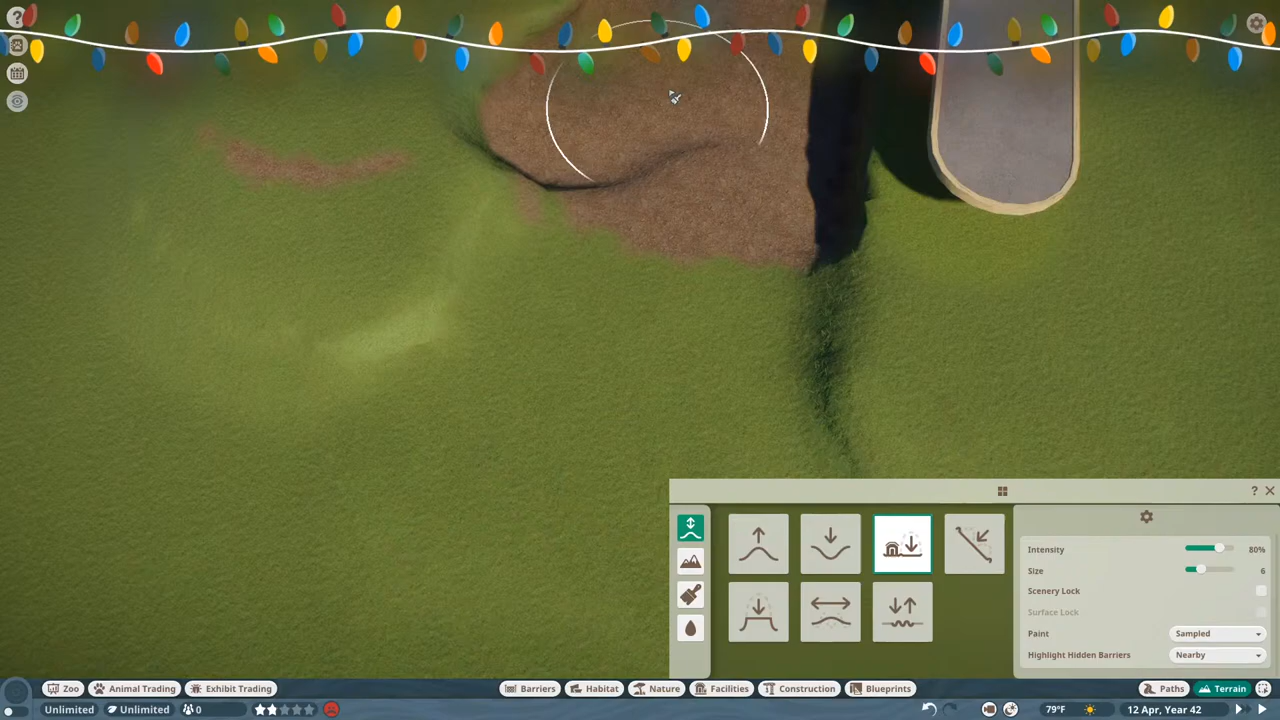 ?
? ✕
Intensity 80%
Size 6
Scenery Lock
Surface Lock
Paint Sampled
Highlight Hidden Barriers Nearby
Zoo Animal Trading Exhibit Trading Barriers Habitat Nature Facilities Construction Blueprints Paths Terrain
Unlimited Unlimited 0 79°F 12 Apr, Year 42